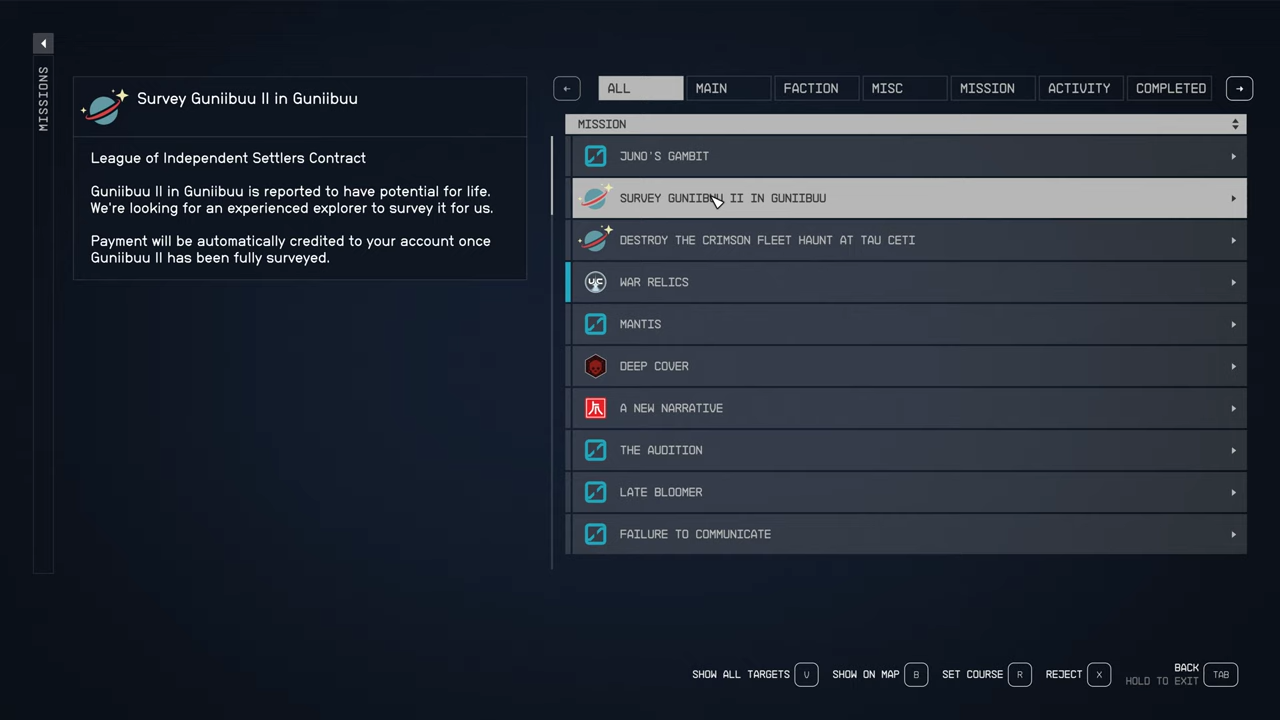 MISSIONS
Survey Guniibuu II in Guniibuu
League of Independent Settlers Contract
Guniibuu II in Guniibuu is reported to have potential for life.
We're looking for an experienced explorer to survey it for us.
Payment will be automatically credited to your account once
Guniibuu II has been fully surveyed.
ALL MAIN FACTION MISC MISSION ACTIVITY COMPLETED
MISSION
JUNO'S GAMBIT
SURVEY GUNIIBUU II IN GUNIIBUU
DESTROY THE CRIMSON FLEET HAUNT AT TAU CETI
UC WAR RELICS
MANTIS
DEEP COVER
A NEW NARRATIVE
THE AUDITION
LATE BLOOMER
FAILURE TO COMMUNICATE
SHOW ALL TARGETS V SHOW ON MAP B SET COURSE R REJECT X BACK TAB
HOLD TO EXIT